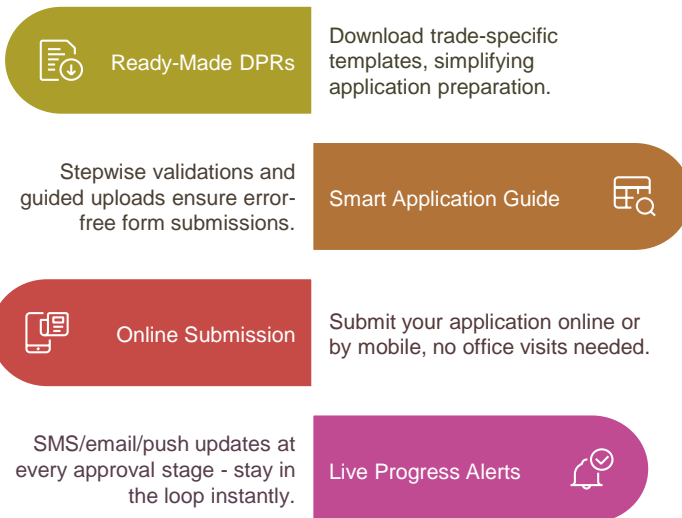 Ready-Made DPRs
Download trade-specific
templates, simplifying
application preparation.
Stepwise validations and
guided uploads ensure error-
free form submissions.
Smart Application Guide
Online Submission
Submit your application online or
by mobile, no office visits needed.
SMS/email/push updates at
every approval stage - stay in
the loop instantly.
Live Progress Alerts